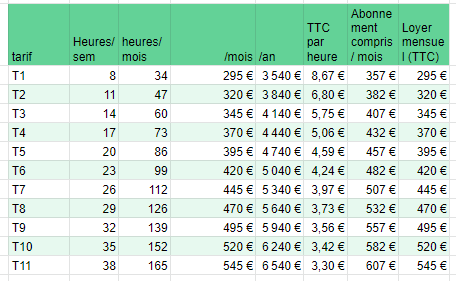 tarif Heures/sem heures/mois /mois /an TTC par heure Abonnement compris / mois Loyer mensuel (TTC)
T1 8 34 295 € 3 540 € 8,67 € 357 € 295 €
T2 11 47 320 € 3 840 € 6,80 € 382 € 320 €
T3 14 60 345 € 4 140 € 5,75 € 407 € 345 €
T4 17 73 370 € 4 440 € 5,06 € 432 € 370 €
T5 20 86 395 € 4 740 € 4,59 € 457 € 395 €
T6 23 99 420 € 5 040 € 4,24 € 482 € 420 €
T7 26 112 445 € 5 340 € 3,97 € 507 € 445 €
T8 29 126 470 € 5 640 € 3,73 € 532 € 470 €
T9 32 139 495 € 5 940 € 3,56 € 557 € 495 €
T10 35 152 520 € 6 240 € 3,42 € 582 € 520 €
T11 38 165 545 € 6 540 € 3,30 € 607 € 545 €